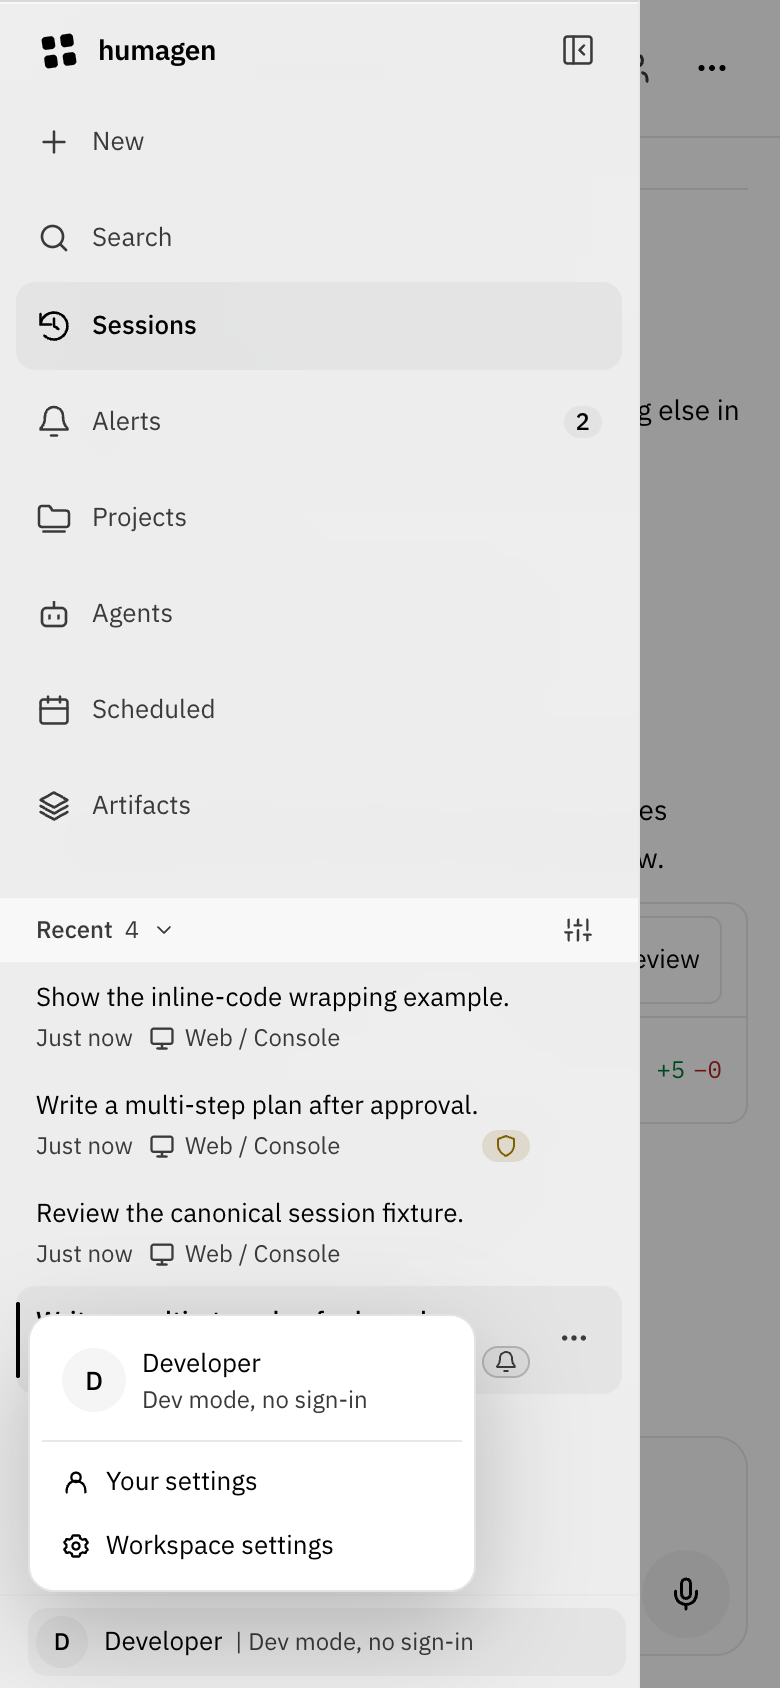 humagen
New
Search
Sessions
g else in
Alerts
2
Projects
Agents
Scheduled
Artifacts
es
w.
Recent 4
eview
Show the inline-code wrapping example.
Just now Web / Console
+5 −0
Write a multi-step plan after approval.
Just now Web / Console
Review the canonical session fixture.
Just now Web / Console
D
Developer
Dev mode, no sign-in
Your settings
Workspace settings
D Developer | Dev mode, no sign-in